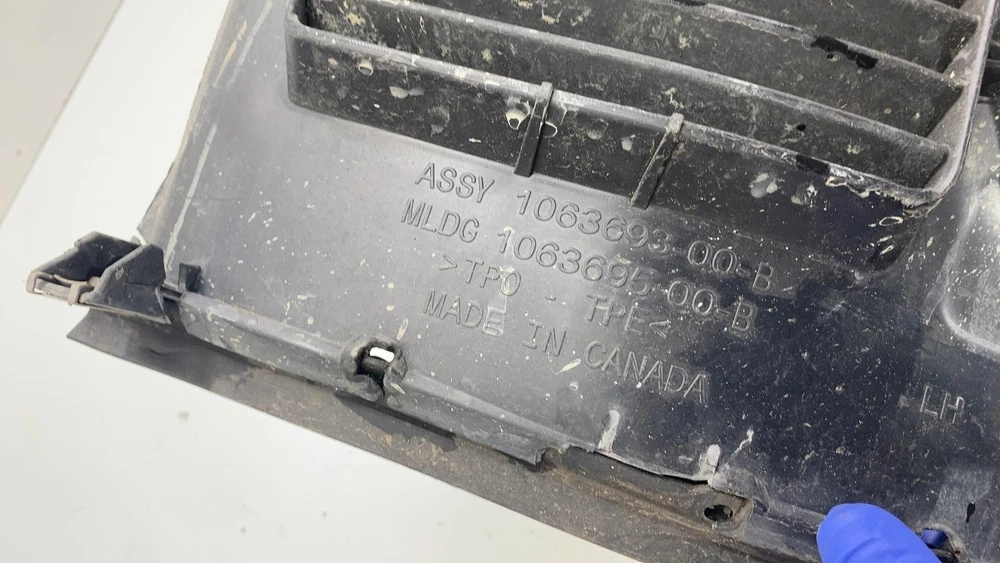 ASSY 1063693-00-B
MLDG 1063695-00-B
>TPO - TPE<
MADE IN CANADA
LH